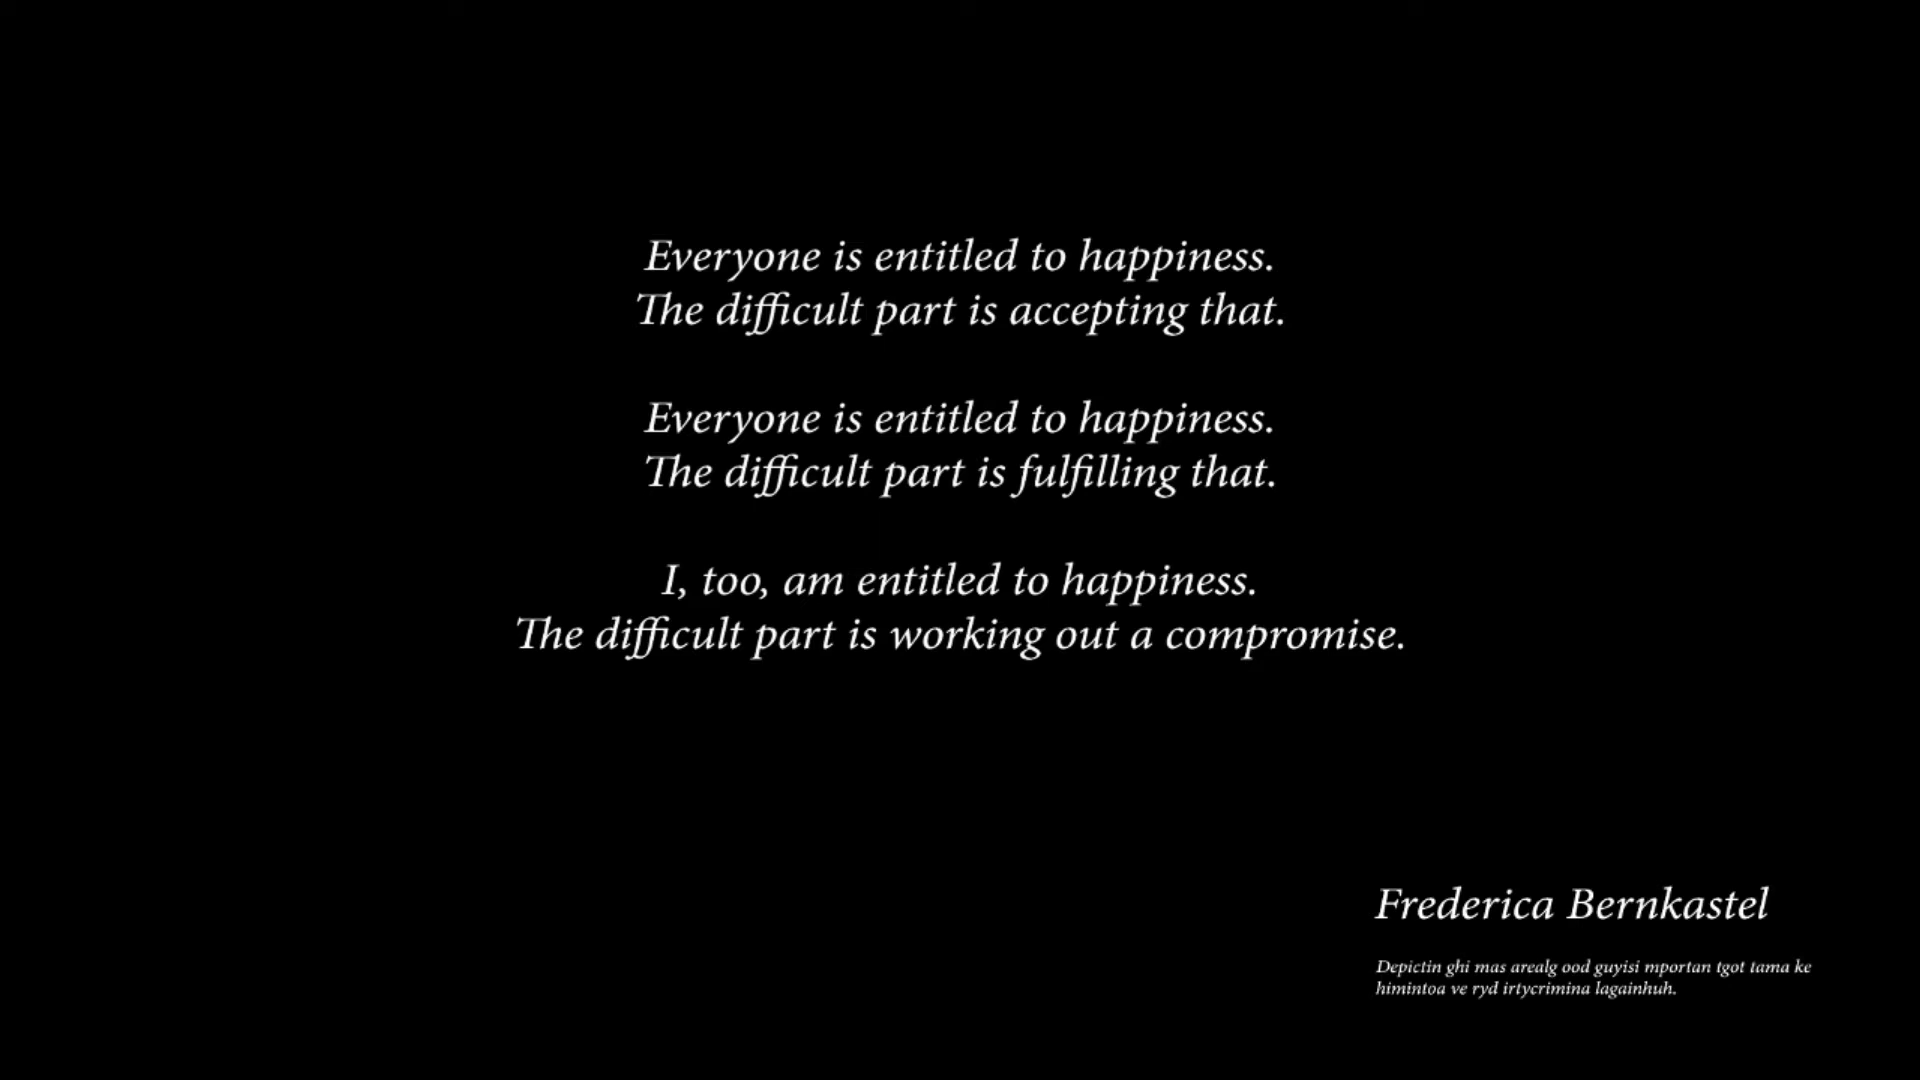 Everyone is entitled to happiness.
The difficult part is accepting that.
Everyone is entitled to happiness.
The difficult part is fulfilling that.
I, too, am entitled to happiness.
The difficult part is working out a compromise.
Frederica Bernkastel
Depictin ghi mas arealg ood guyisi mportan tgot tama ke
himintoa ve ryd irtycrimina lagainhuh.